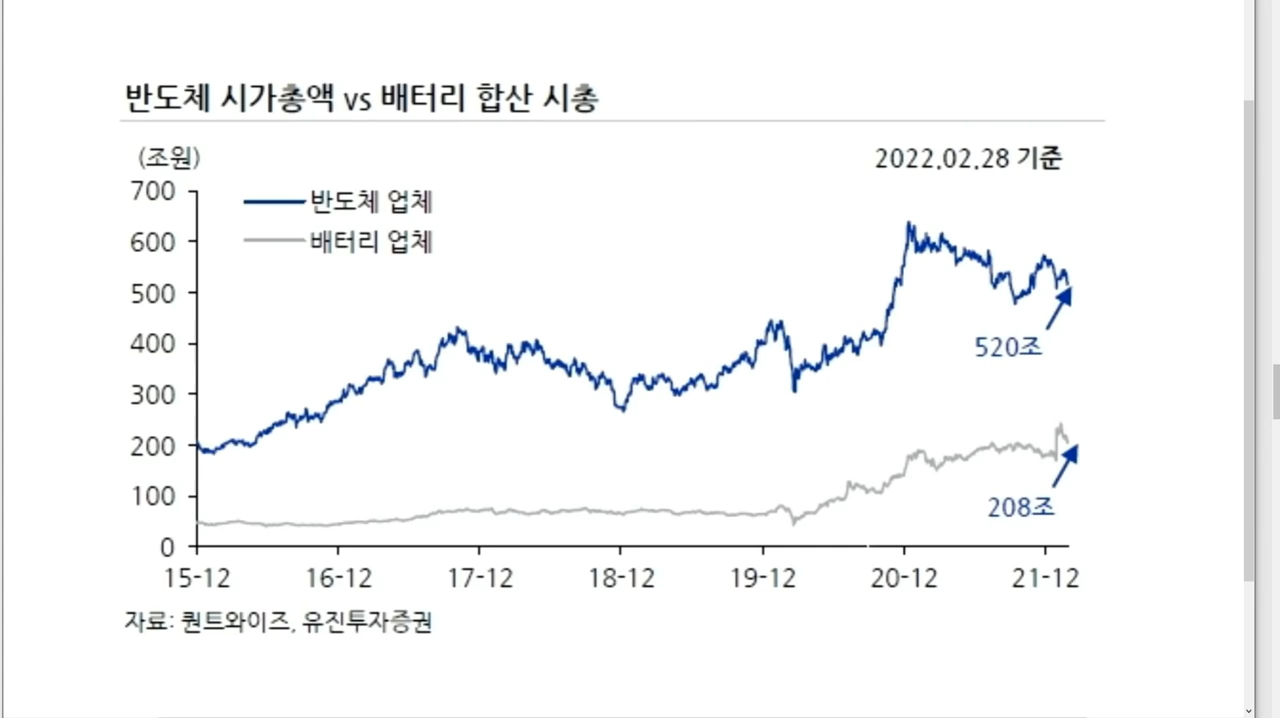 반도체 시가총액 vs 배터리 합산 시총
(조원)
2022.02.28 기준
700
반도체 업체
600
배터리 업체
500
520조
400
300
200
100
208조
0
15-12 16-12 17-12 18-12 19-12 20-12 21-12
자료: 퀀트와이즈, 유진투자증권